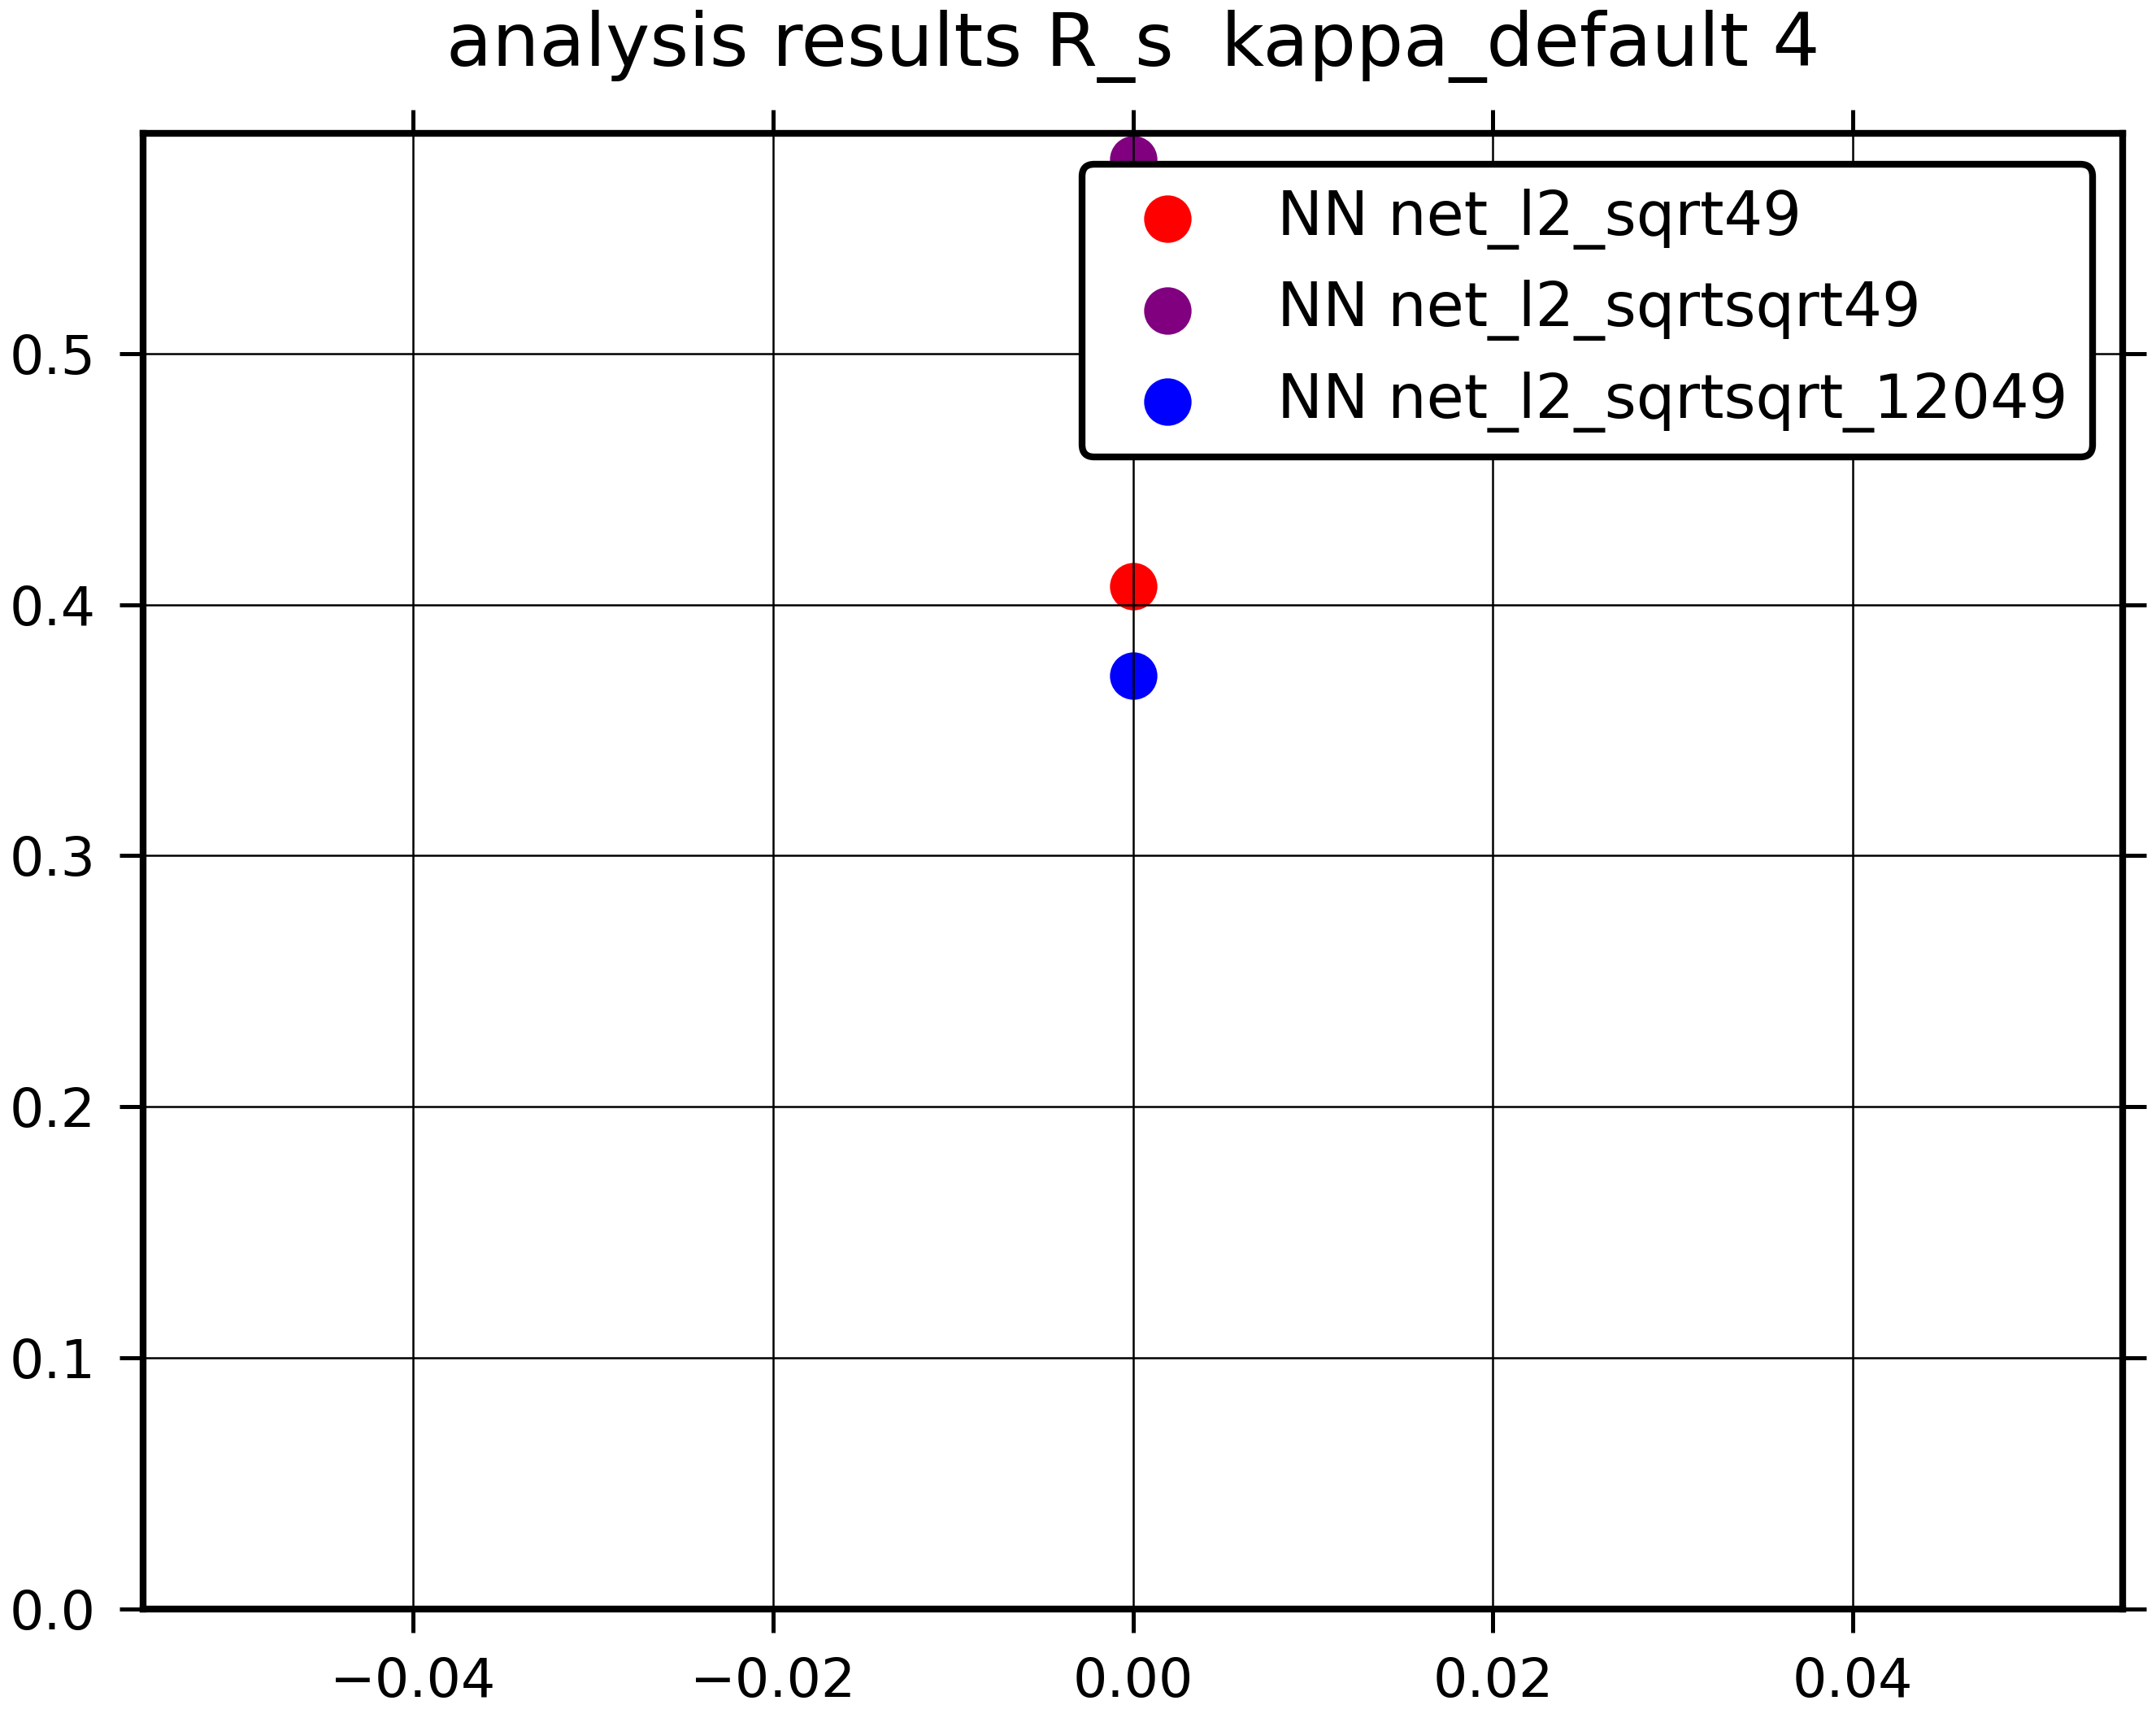 analysis results R_s  kappa_default 4
NN net_l2_sqrt49
NN net_l2_sqrtsqrt49
NN net_l2_sqrtsqrt_12049
0.5
0.4
0.3
0.2
0.1
0.0
−0.04
−0.02
0.00
0.02
0.04